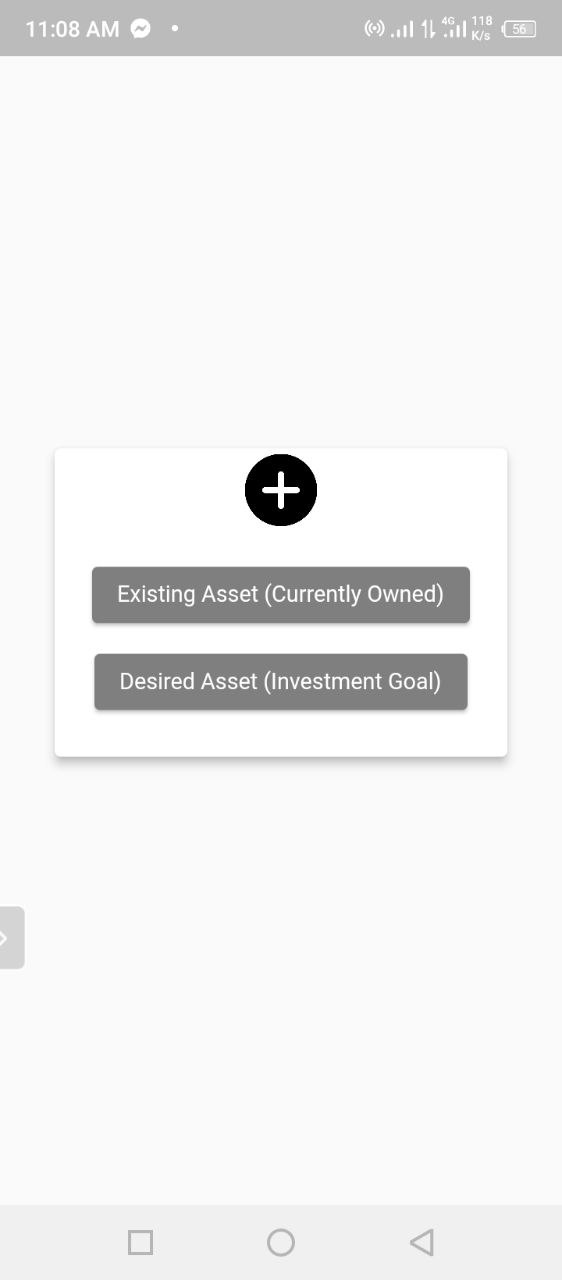 11:08 AM
4G
118
K/s
56
Existing Asset (Currently Owned)
Desired Asset (Investment Goal)